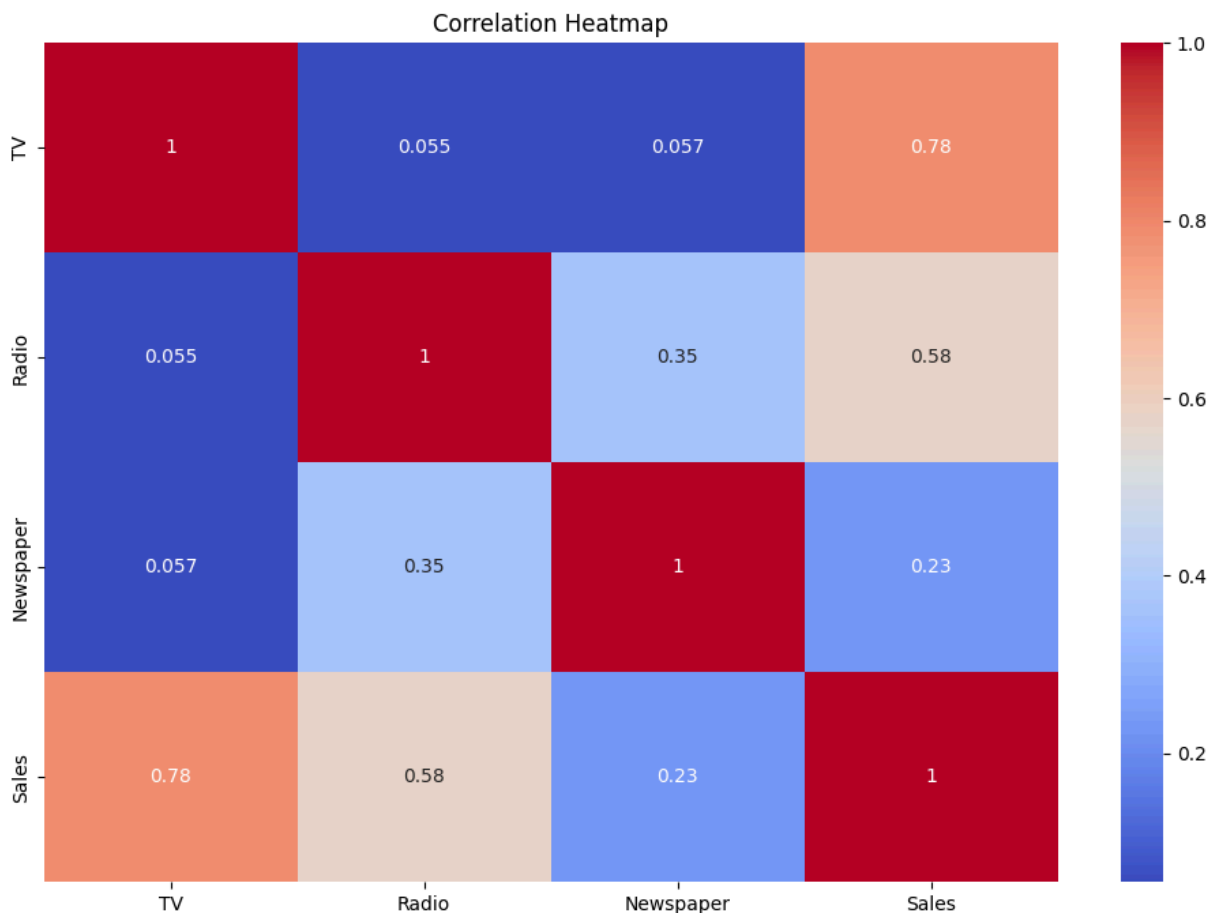 Correlation Heatmap
TV 1 0.055 0.057 0.78
Radio 0.055 1 0.35 0.58
Newspaper 0.057 0.35 1 0.23
Sales 0.78 0.58 0.23 1
TV Radio Newspaper Sales
1.0
0.8
0.6
0.4
0.2